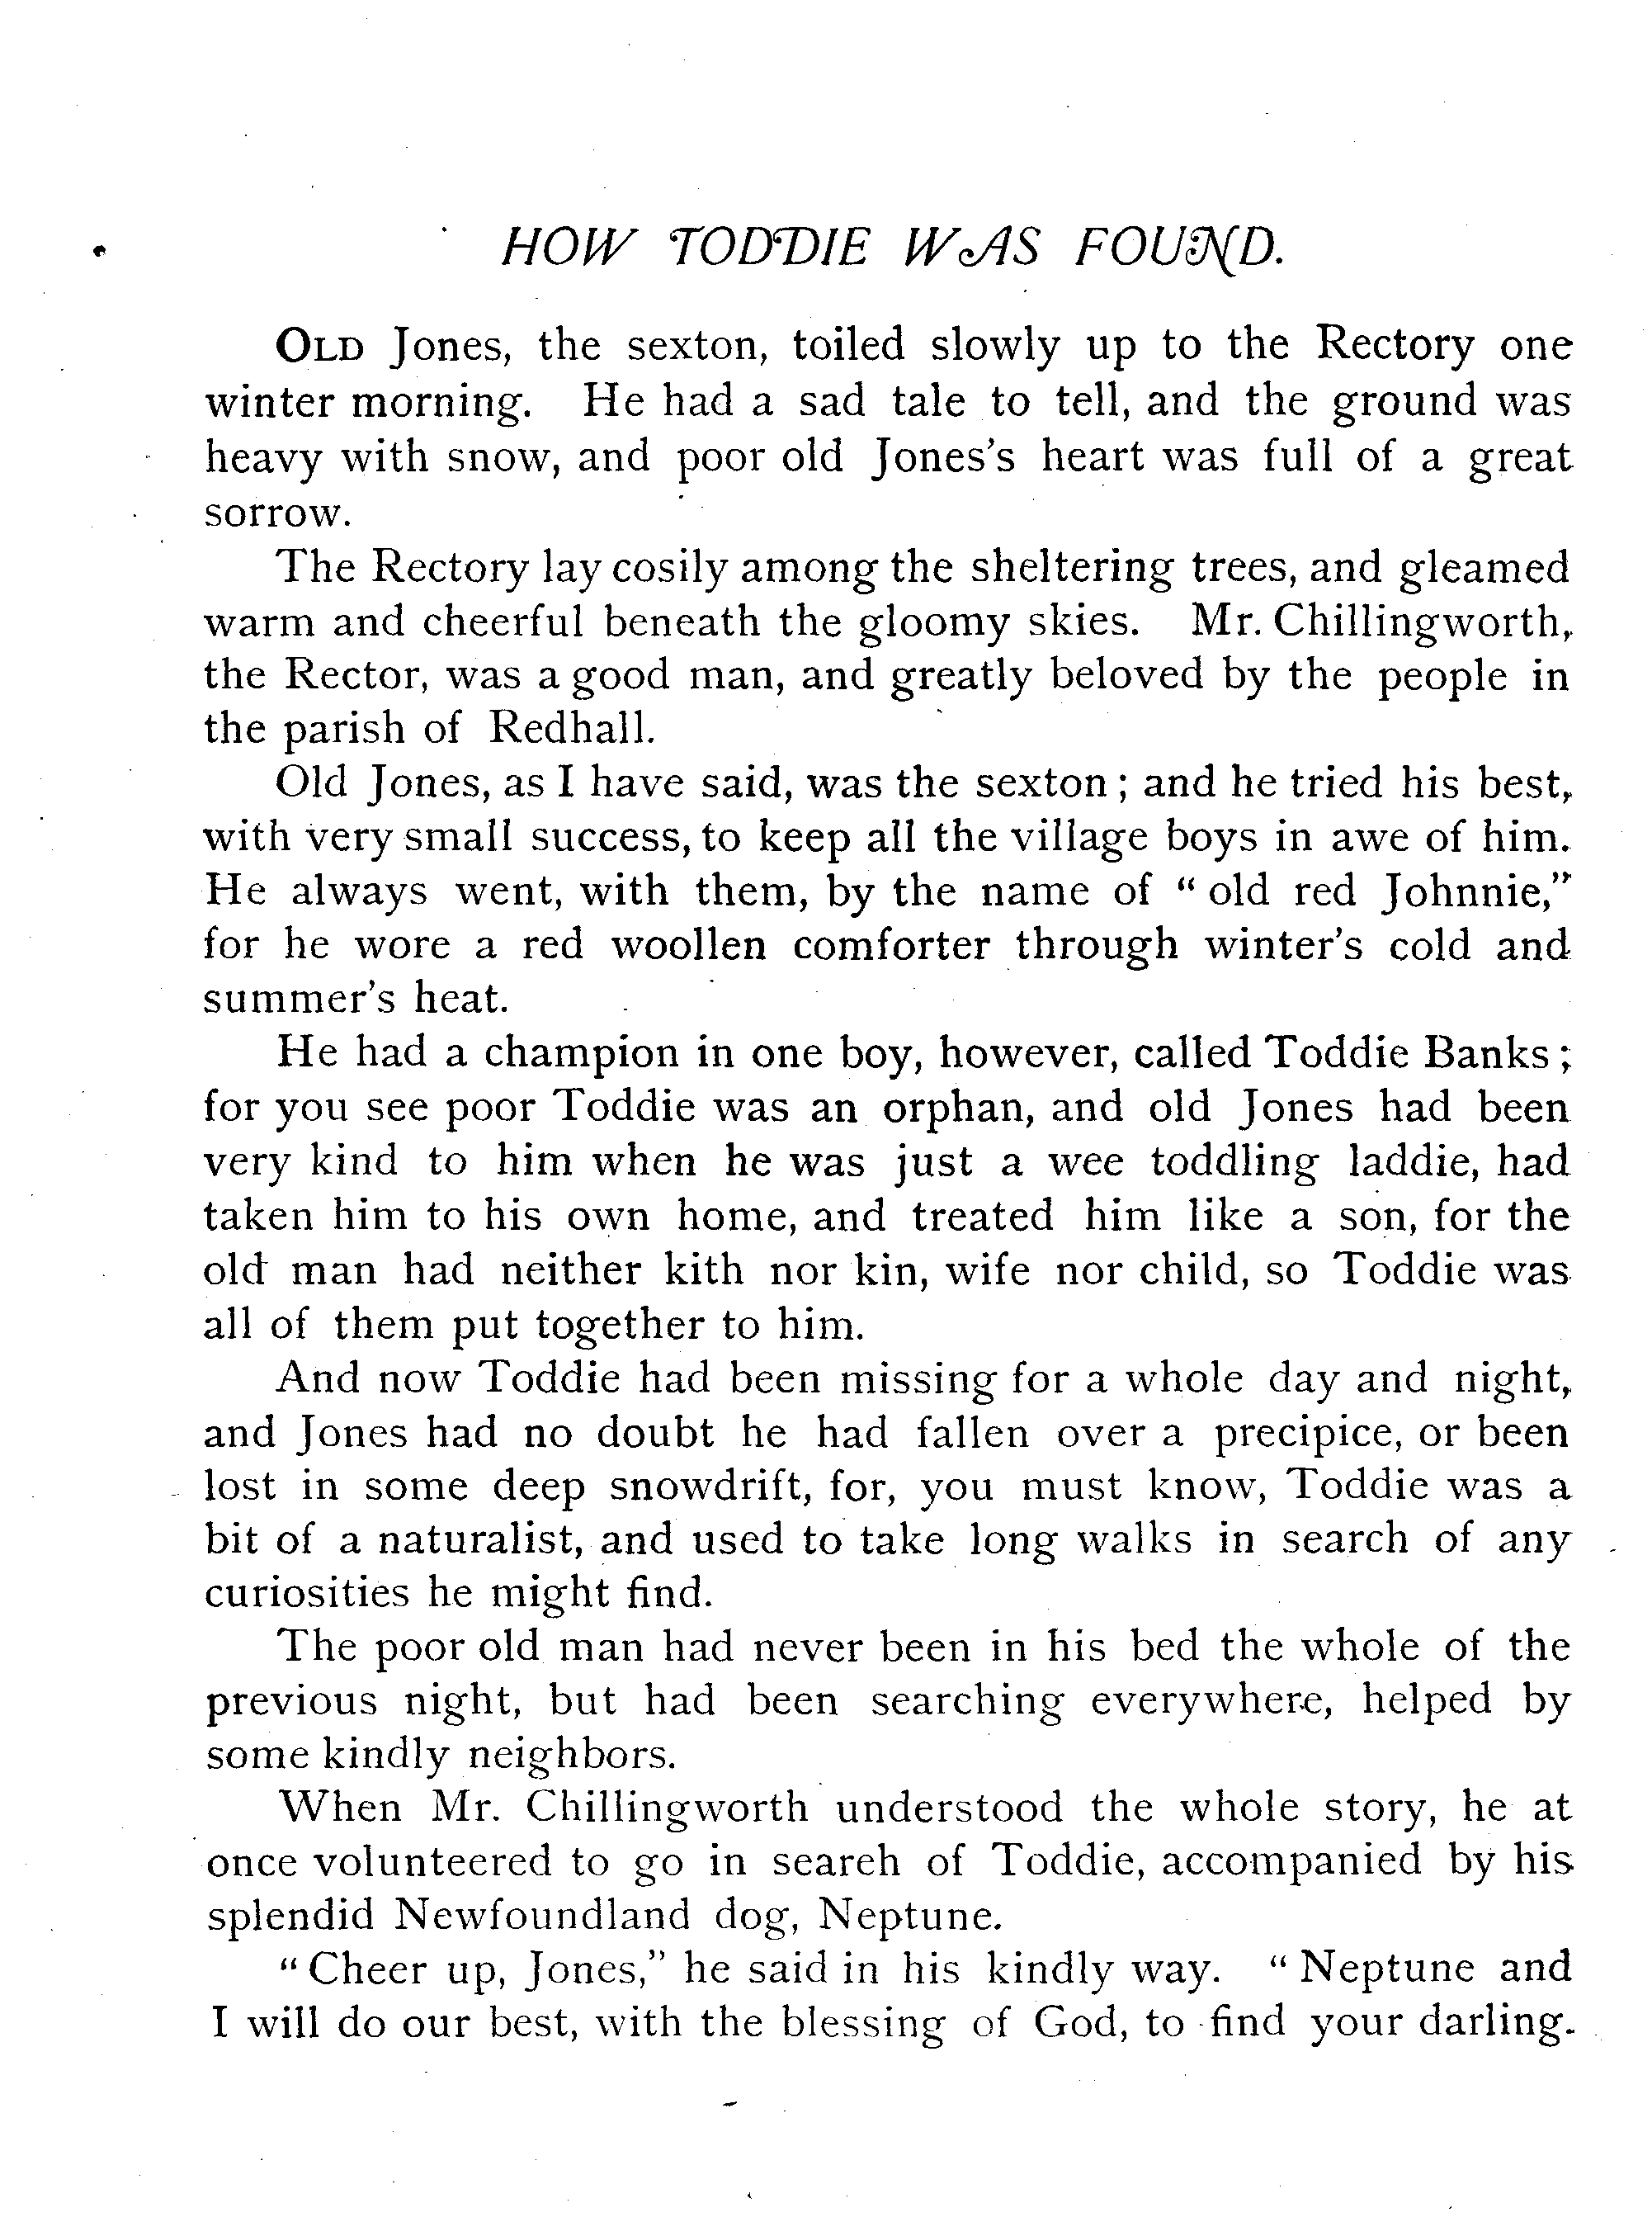 HOW TODDIE WAS FOUND.
OLD Jones, the sexton, toiled slowly up to the Rectory one
winter morning. He had a sad tale to tell, and the ground was
heavy with snow, and poor old Jones's heart was full of a great
sorrow.
The Rectory lay cosily among the sheltering trees, and gleamed
warm and cheerful beneath the gloomy skies. Mr. Chillingworth,
the Rector, was a good man, and greatly beloved by the people in
the parish of Redhall.
Old Jones, as I have said, was the sexton; and he tried his best,
with very small success, to keep all the village boys in awe of him.
He always went, with them, by the name of "old red Johnnie,"
for he wore a red woollen comforter through winter's cold and
summer's heat.
He had a champion in one boy, however, called Toddie Banks;
for you see poor Toddie was an orphan, and old Jones had been
very kind to him when he was just a wee toddling laddie, had
taken him to his own home, and treated him like a son, for the
old man had neither kith nor kin, wife nor child, so Toddie was
all of them put together to him.
And now Toddie had been missing for a whole day and night,
and Jones had no doubt he had fallen over a precipice, or been
lost in some deep snowdrift, for, you must know, Toddie was a
bit of a naturalist, and used to take long walks in search of any
curiosities he might find.
The poor old man had never been in his bed the whole of the
previous night, but had been searching everywhere, helped by
some kindly neighbors.
When Mr. Chillingworth understood the whole story, he at
once volunteered to go in seareh of Toddie, accompanied by his
splendid Newfoundland dog, Neptune.
"Cheer up, Jones," he said in his kindly way. "Neptune and
I will do our best, with the blessing of God, to find your darling.